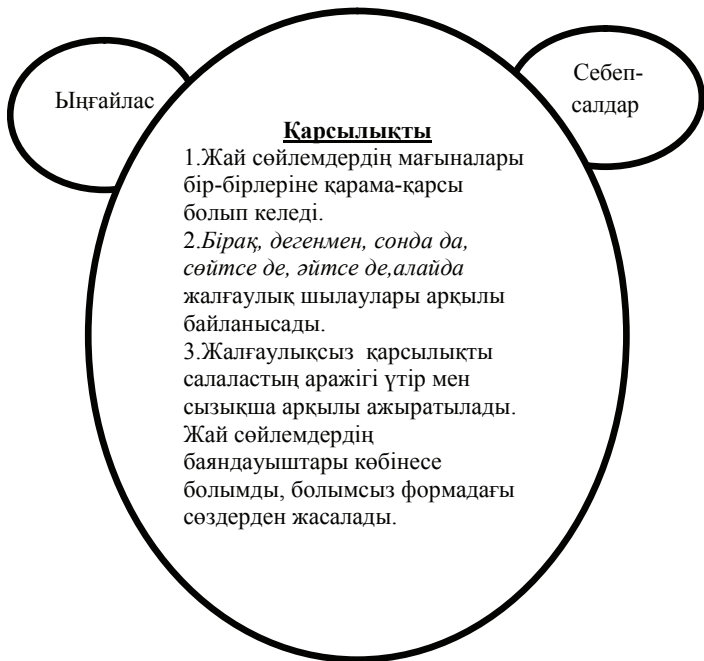 Ыңғайлас
Себеп-
салдар
Қарсылықты
1.Жай сөйлемдердің мағыналары
бір-бірлеріне қарама-қарсы
болып келеді.
2.Бірақ, дегенмен, сонда да,
сөйтсе де, әйтсе де,алайда
жалғаулық шылаулары арқылы
байланысады.
3.Жалғаулықсыз қарсылықты
салаластың аражігі үтір мен
сызықша арқылы ажыратылады.
Жай сөйлемдердің
баяндауыштары көбінесе
болымды, болымсыз формадағы
сөздерден жасалады.